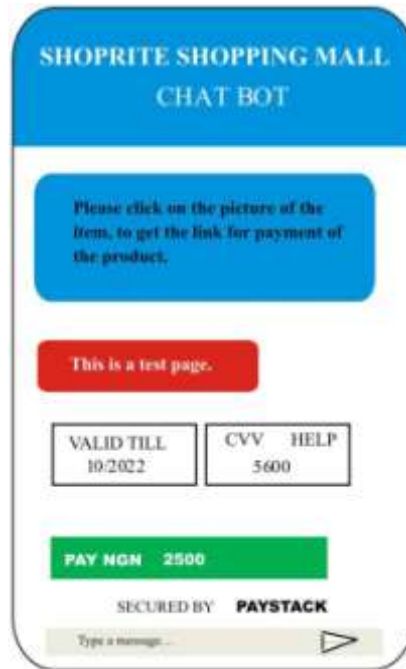 SHOPRITE SHOPPING MALL
CHAT BOT
Please click on the picture of the
item, to get the link for payment of
the product.
This is a test page.
VALID TILL
10/2022
CVV HELP
5600
PAY NGN 2500
SECURED BY PAYSTACK
Type a message...